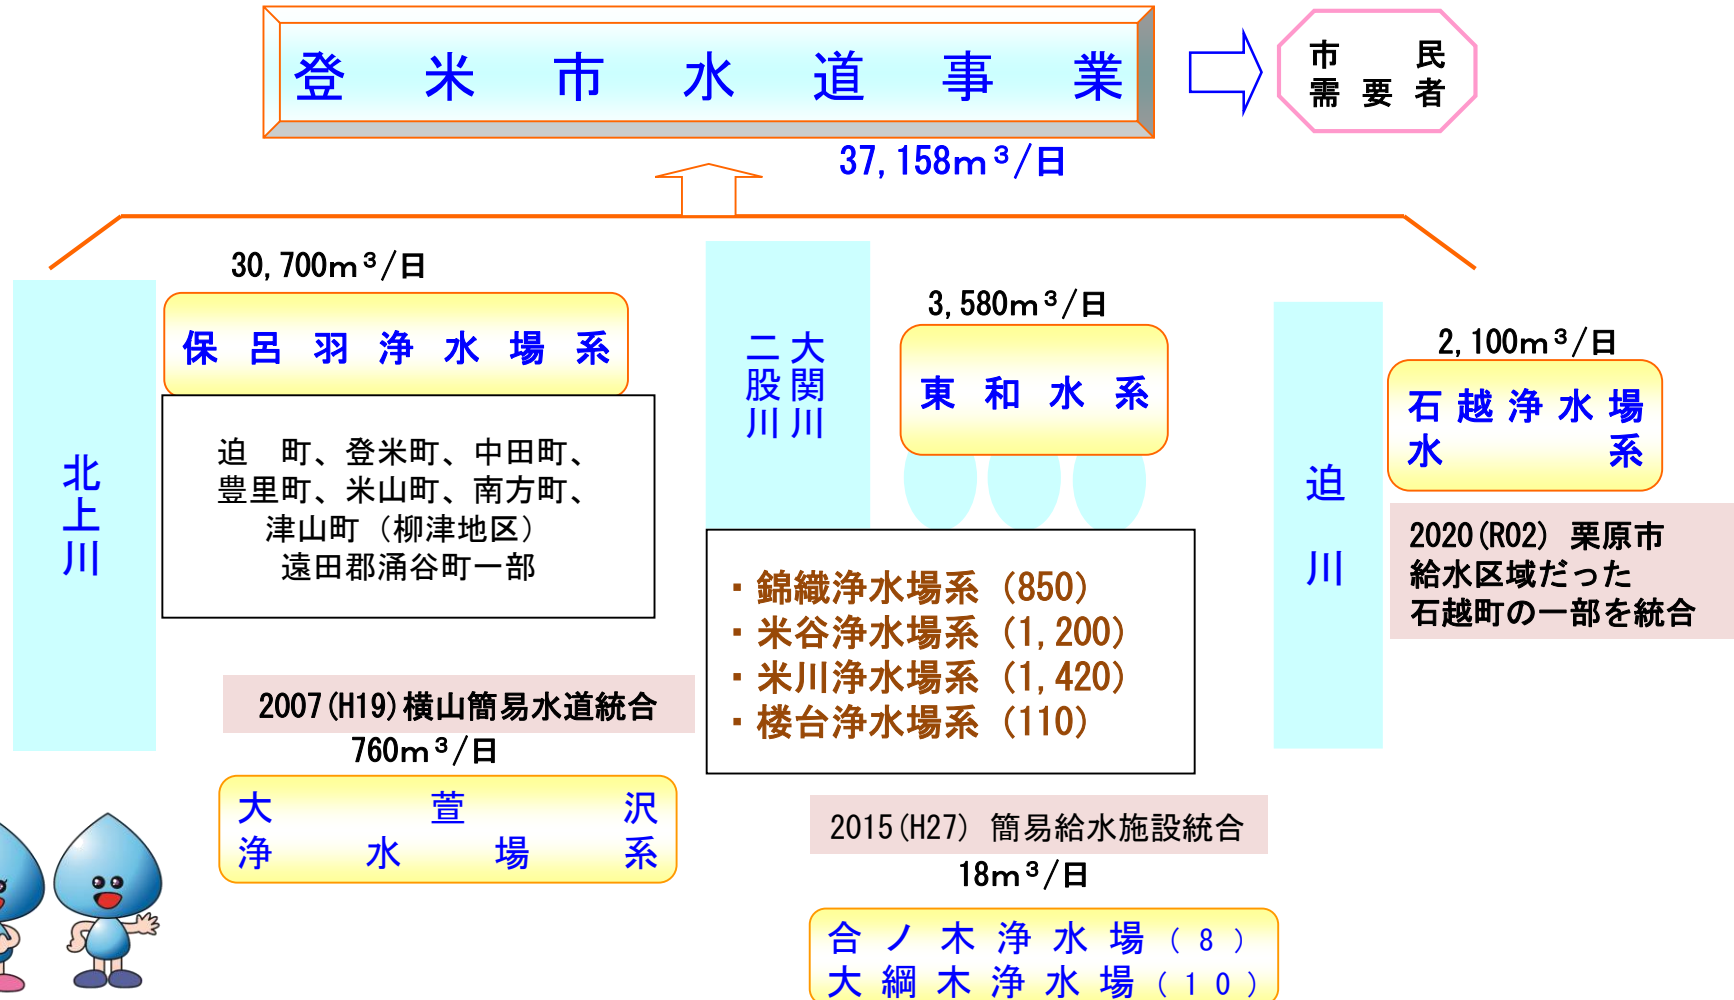 登米市水道事業
市民
需要者
37,158m³/日
30,700m³/日
保呂羽浄水場系
迫　町、登米町、中田町、
豊里町、米山町、南方町、
津山町（柳津地区）
遠田郡涌谷町一部
北上川
2007(H19)横山簡易水道統合
760m³/日
大萱沢
浄水場系
大関川
二股川
3,580m³/日
東和水系
・錦織浄水場系（850）
・米谷浄水場系（1,200）
・米川浄水場系（1,420）
・楼台浄水場系（110）
2015(H27) 簡易給水施設統合
18m³/日
合ノ木浄水場（8）
大綱木浄水場（10）
迫川
2,100m³/日
石越浄水場
水系
2020(R02) 栗原市
給水区域だった
石越町の一部を統合